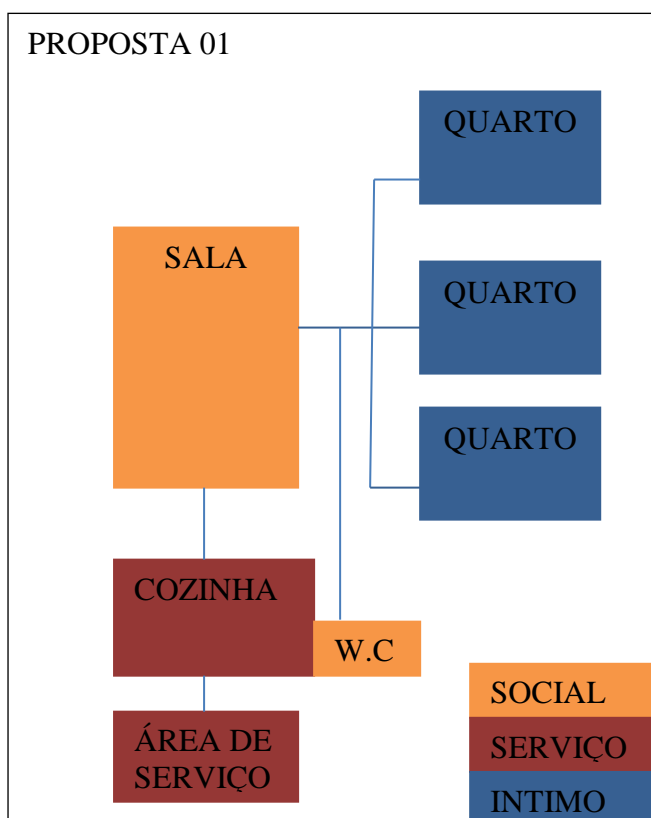 PROPOSTA 01
QUARTO
SALA
QUARTO
QUARTO
COZINHA
W.C
ÁREA DE
SERVIÇO
SOCIAL
SERVIÇO
INTIMO